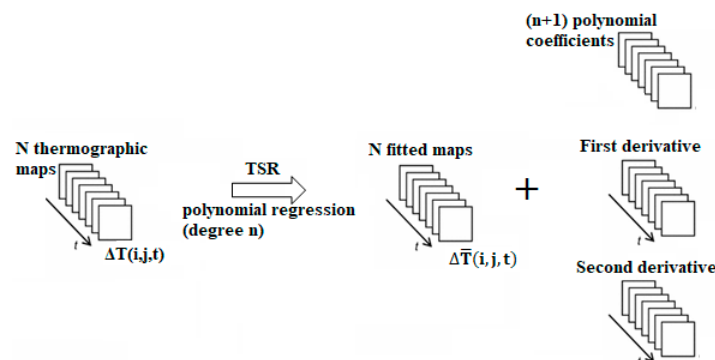 (n+1) polynomial
coefficients
N thermographic
maps
t
ΔT(i,j,t)
TSR
polynomial regression
(degree n)
N fitted maps
t
ΔT̅(i,j,t)
+
First derivative
t
Second derivative
t